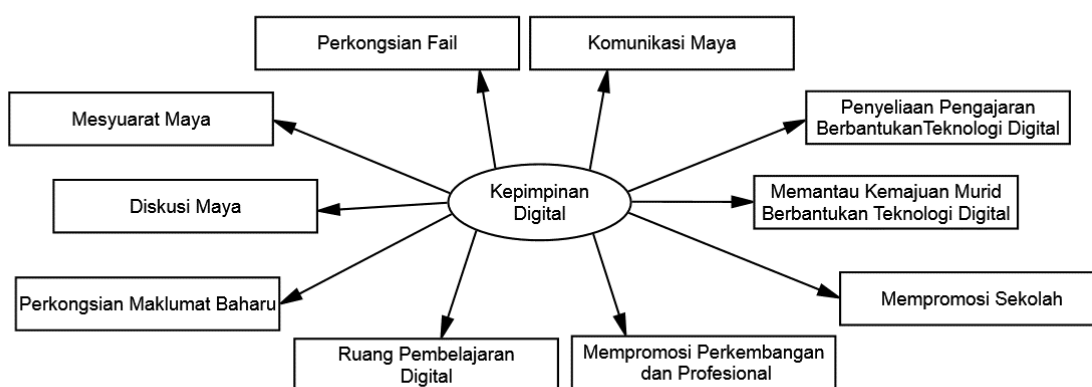 Perkongsian Fail
Komunikasi Maya
Mesyuarat Maya
Penyeliaan Pengajaran
BerbantukanTeknologi Digital
Kepimpinan
Digital
Diskusi Maya
Memantau Kemajuan Murid
Berbantukan Teknologi Digital
Perkongsian Maklumat Baharu
Mempromosi Sekolah
Ruang Pembelajaran
Digital
Mempromosi Perkembangan
dan Profesional